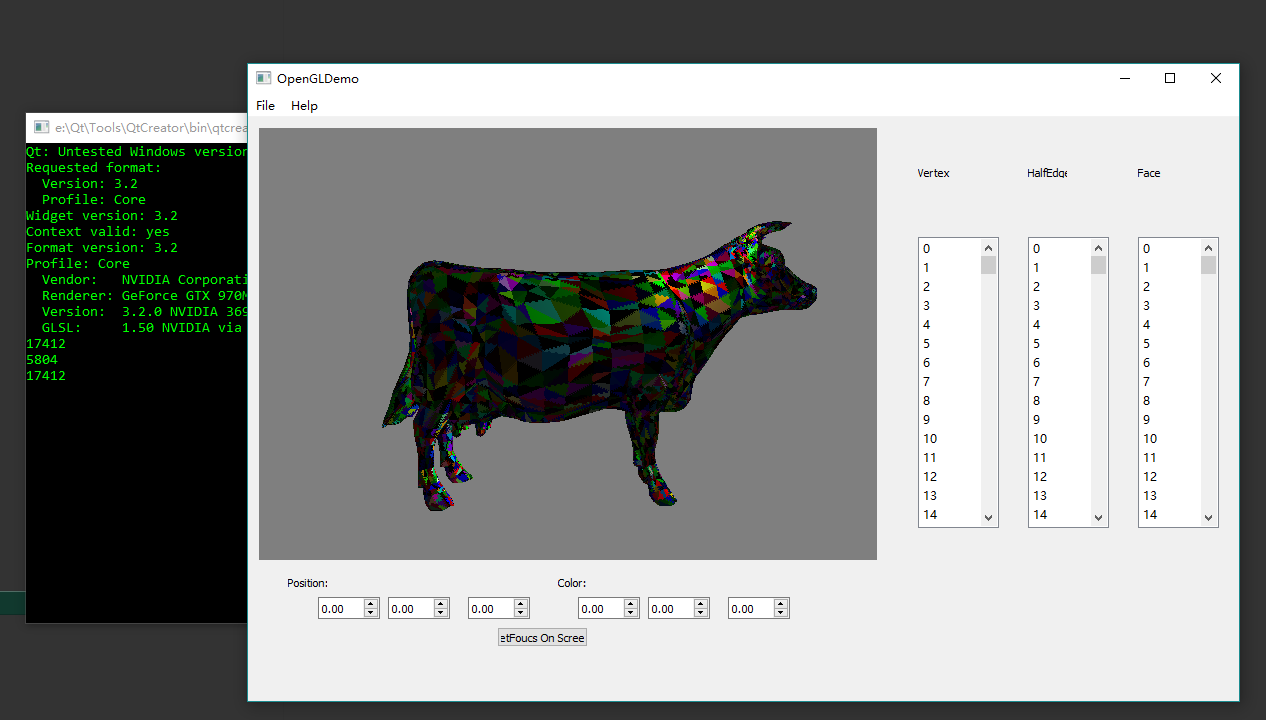 OpenGLDemo
File Help
e:\Qt\Tools\QtCreator\bin\qtcrea
Qt: Untested Windows version
Requested format:
Version: 3.2
Profile: Core
Widget version: 3.2
Context valid: yes
Format version: 3.2
Profile: Core
Vendor: NVIDIA Corporati
Renderer: GeForce GTX 970M
Version: 3.2.0 NVIDIA 369
GLSL: 1.50 NVIDIA via
17412
5804
17412
Vertex HalfEdge Face
0 0 0
1 1 1
2 2 2
3 3 3
4 4 4
5 5 5
6 6 6
7 7 7
8 8 8
9 9 9
10 10 10
11 11 11
12 12 12
13 13 13
14 14 14
Position: Color:
0.00 0.00 0.00 0.00 0.00 0.00
etFoucs On Scree